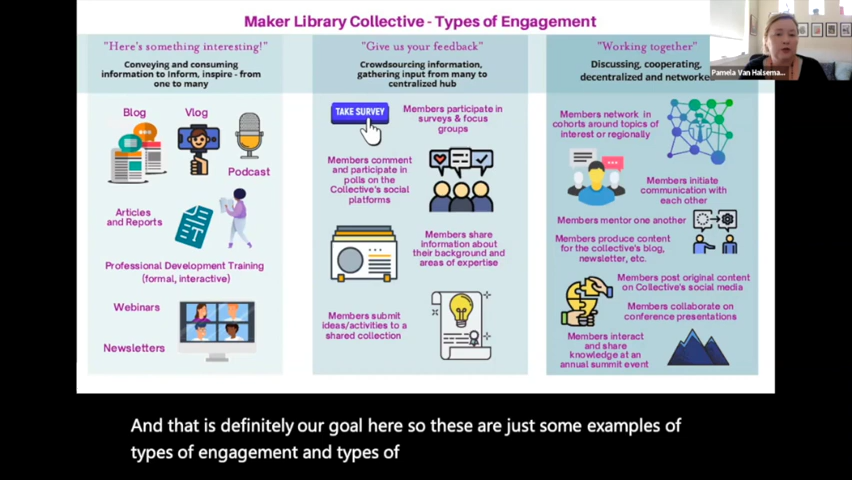 Maker Library Collective - Types of Engagement
"Here's something interesting!"
Conveying and consuming
information to inform, inspire - from
one to many
Blog
Vlog
Podcast
Articles
and Reports
Professional Development Training
(formal, interactive)
Webinars
Newsletters
"Give us your feedback"
Crowdsourcing information,
gathering input from many to
centralized hub
TAKE SURVEY
Members participate in
surveys & focus
groups
Members comment
and participate in
polls on the
Collective's social
platforms
Members share
information about
their background and
areas of expertise
Members submit
ideas/activities to a
shared collection
"Working together"
Discussing, cooperating,
decentralized and networked
Members network in
cohorts around topics of
interest or regionally
Members initiate
communication with
each other
Members mentor one another
Members produce content
for the collective's blog,
newsletter, etc.
Members post original content
on Collective's social media
Members collaborate on
conference presentations
Members interact
and share
knowledge at an
annual summit event
Pamela Van Halsema...
And that is definitely our goal here so these are just some examples of
types of engagement and types of